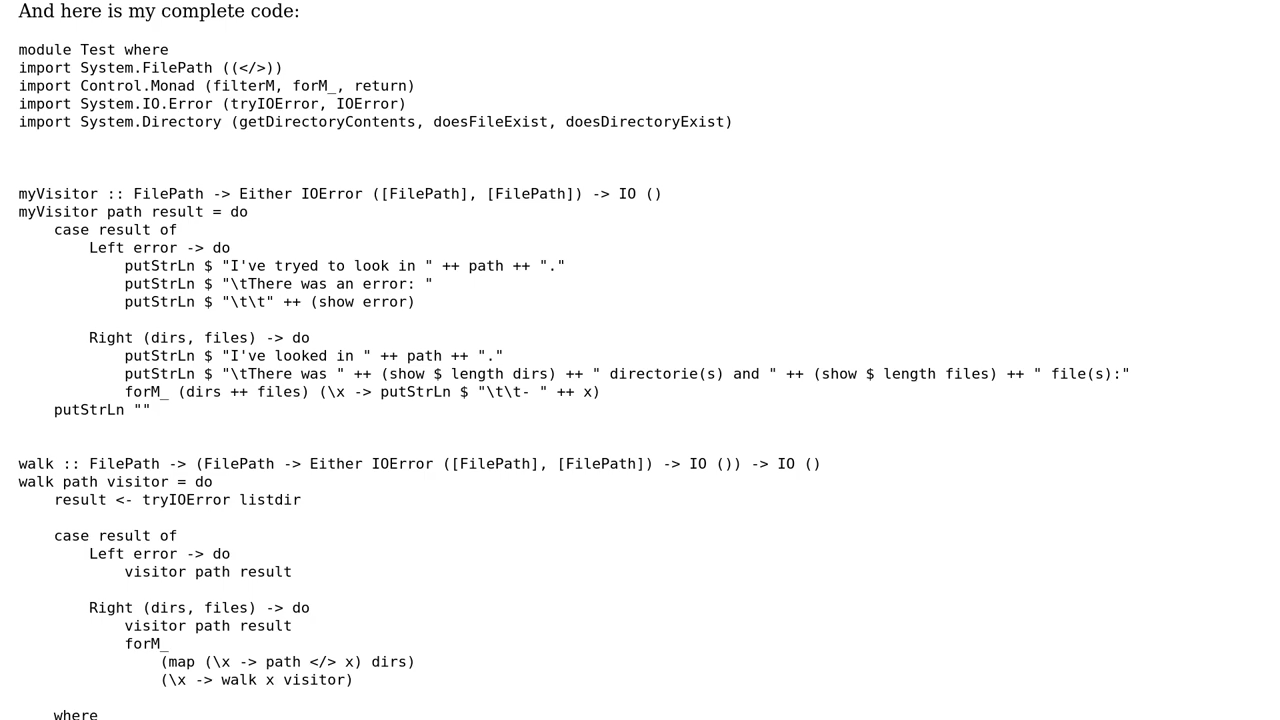 And here is my complete code:
module Test where
import System.FilePath ((</>))
import Control.Monad (filterM, forM_, return)
import System.IO.Error (tryIOError, IOError)
import System.Directory (getDirectoryContents, doesFileExist, doesDirectoryExist)
myVisitor :: FilePath -> Either IOError ([FilePath], [FilePath]) -> IO ()
myVisitor path result = do
    case result of
        Left error -> do
            putStrLn $ "I've tryed to look in " ++ path ++ "."
            putStrLn $ "\tThere was an error: "
            putStrLn $ "\t\t" ++ (show error)
        Right (dirs, files) -> do
            putStrLn $ "I've looked in " ++ path ++ "."
            putStrLn $ "\tThere was " ++ (show $ length dirs) ++ " directorie(s) and " ++ (show $ length files) ++ " file(s):"
            forM_ (dirs ++ files) (\x -> putStrLn $ "\t\t- " ++ x)
    putStrLn ""
walk :: FilePath -> (FilePath -> Either IOError ([FilePath], [FilePath]) -> IO ()) -> IO ()
walk path visitor = do
    result <- tryIOError listdir
    case result of
        Left error -> do
            visitor path result
        Right (dirs, files) -> do
            visitor path result
            forM_
                (map (\x -> path </> x) dirs)
                (\x -> walk x visitor)
    where